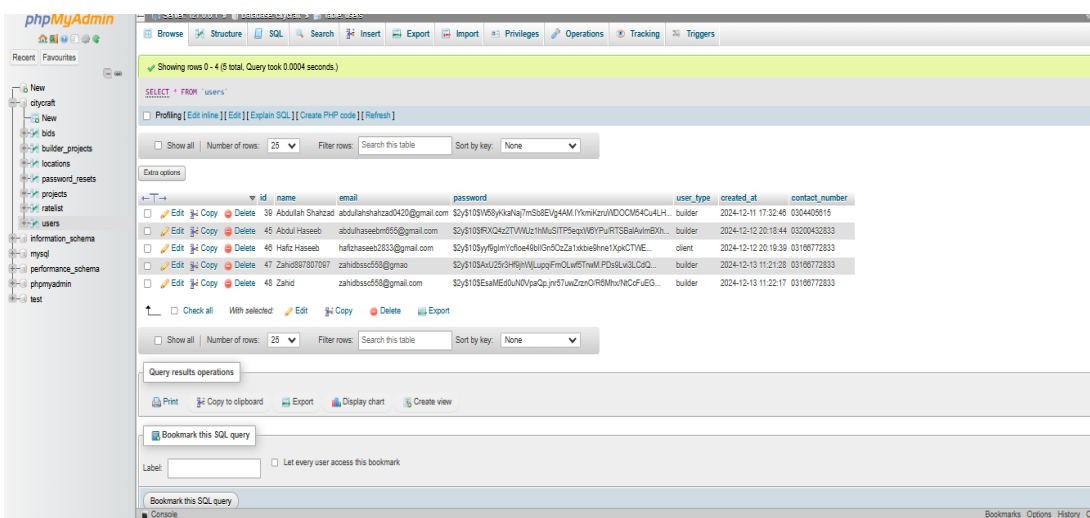 phpMyAdmin
Recent Favourites
New
citycraft
New
bids
builder_projects
locations
password_resets
projects
ratelist
users
information_schema
mysql
performance_schema
phpmyadmin
test
Browse Structure SQL Search Insert Export Import Privileges Operations Tracking Triggers
Showing rows 0 - 4 (5 total, Query took 0.0004 seconds.)
SELECT * FROM `users`
Profiling [ Edit inline ] [ Edit ] [ Explain SQL ] [ Create PHP code ] [ Refresh ]
Show all | Number of rows: 25 Filter rows: Search this table Sort by key: None
Extra options
id name email password user_type created_at contact_number
Edit Copy Delete 39 Abdullah Shahzad abdullahshahzad0420@gmail.com builder 2024-12-11 17:32:46 0304405615
Edit Copy Delete 45 Abdul Haseeb abdulhaseebm655@gmail.com builder 2024-12-12 20:18:44 03200432833
Edit Copy Delete 46 Hafiz Haseeb hafizhaseeb2833@gmail.com client 2024-12-12 20:19:39 03166772833
Edit Copy Delete 47 Zahid897807097 zahidbssc558@gmao builder 2024-12-13 11:21:28 03166772833
Edit Copy Delete 48 Zahid zahidbssc558@gmail.com builder 2024-12-13 11:22:17 03166772833
Check all With selected: Edit Copy Delete Export
Show all | Number of rows: 25 Filter rows: Search this table Sort by key: None
Query results operations
Print Copy to clipboard Export Display chart Create view
Bookmark this SQL query
Label: Let every user access this bookmark
Bookmark this SQL query
Console Bookmarks Options History